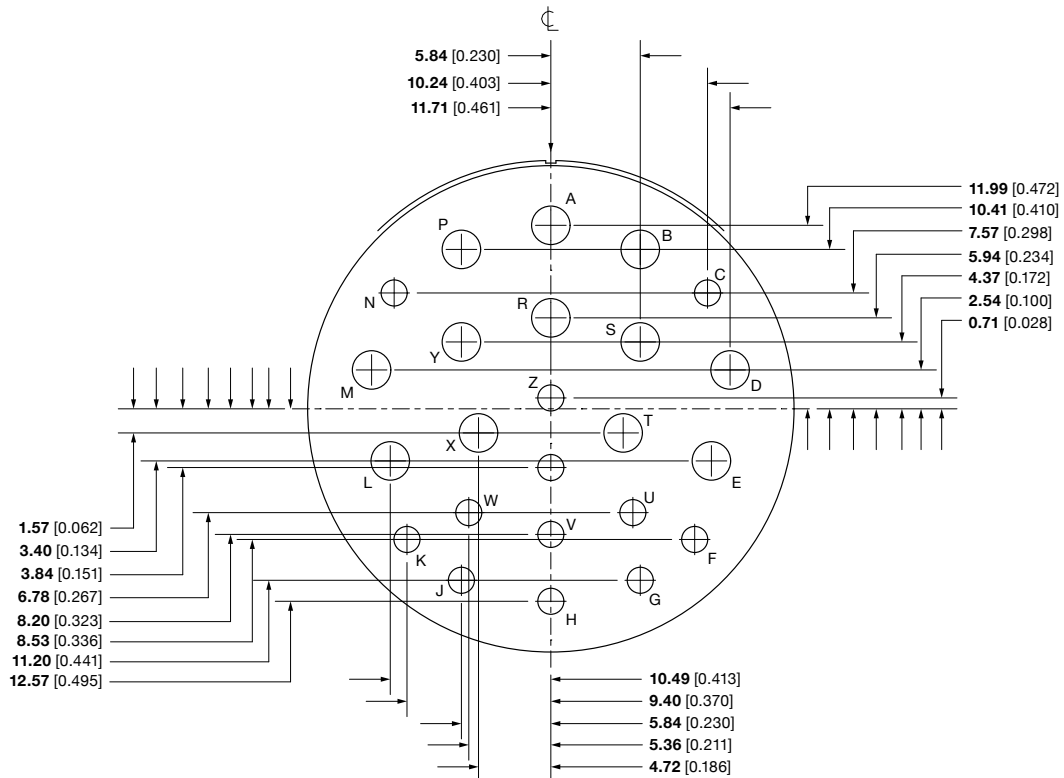 ℄
5.84 [0.230]
10.24 [0.403]
11.71 [0.461]
11.99 [0.472]
10.41 [0.410]
7.57 [0.298]
5.94 [0.234]
4.37 [0.172]
2.54 [0.100]
0.71 [0.028]
A
P
B
C
N
R
S
Y
M
D
Z
X
T
L
E
W
U
V
K
F
J
G
H
1.57 [0.062]
3.40 [0.134]
3.84 [0.151]
6.78 [0.267]
8.20 [0.323]
8.53 [0.336]
11.20 [0.441]
12.57 [0.495]
10.49 [0.413]
9.40 [0.370]
5.84 [0.230]
5.36 [0.211]
4.72 [0.186]